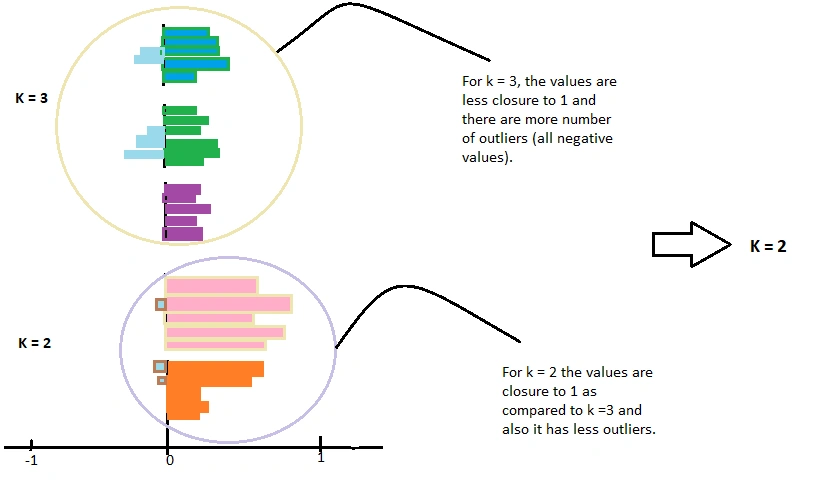 K = 3
For k = 3, the values are
less closure to 1 and
there are more number
of outliers (all negative
values).
K = 2
K = 2
For k = 2 the values are
closure to 1 as
compared to k =3 and
also it has less outliers.
-1
0
1